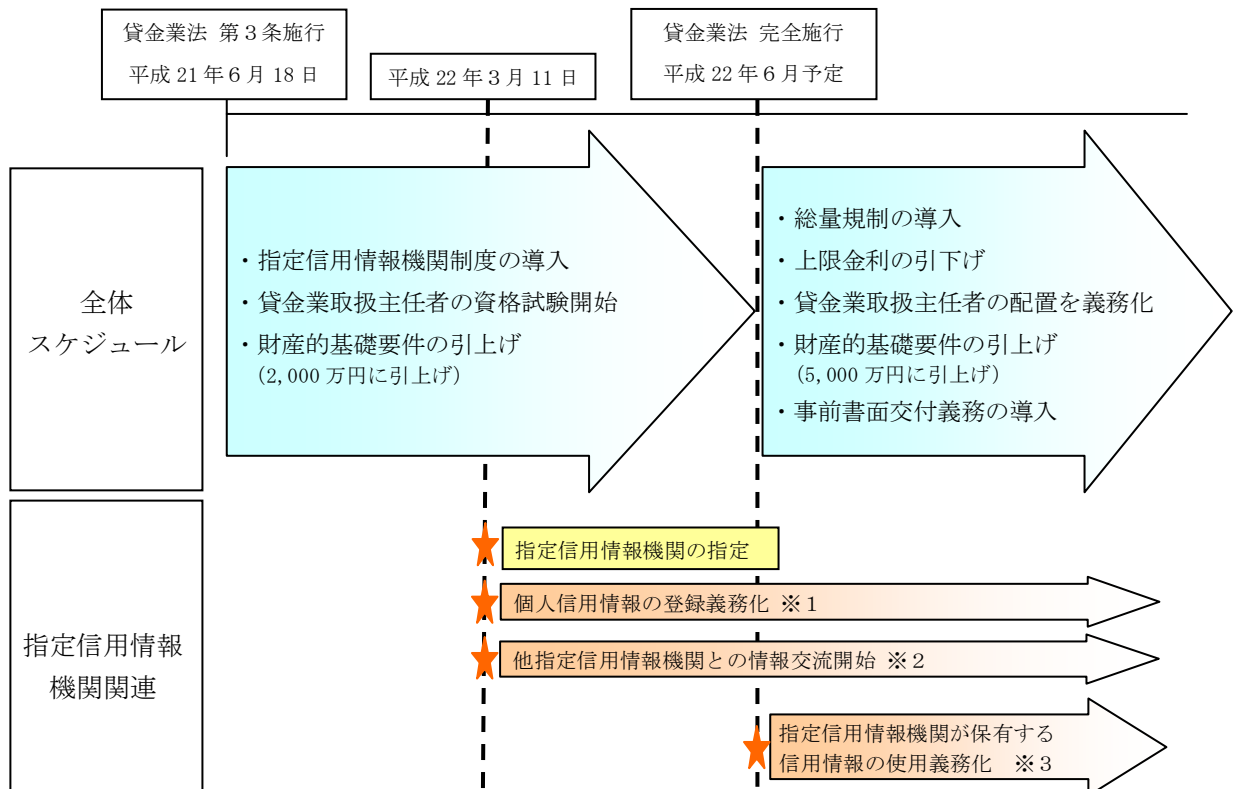 貸金業法 第3条施行
平成 21 年 6 月 18 日
平成 22 年 3 月 11 日
貸金業法 完全施行
平成 22 年 6 月予定
全体
スケジュール
・指定信用情報機関制度の導入
・貸金業取扱主任者の資格試験開始
・財産的基礎要件の引上げ
(2,000 万円に引上げ)
・総量規制の導入
・上限金利の引下げ
・貸金業取扱主任者の配置を義務化
・財産的基礎要件の引上げ
(5,000 万円に引上げ)
・事前書面交付義務の導入
指定信用情報
機関関連
指定信用情報機関の指定
個人信用情報の登録義務化 ※1
他指定信用情報機関との情報交流開始 ※2
指定信用情報機関が保有する
信用情報の使用義務化 ※3